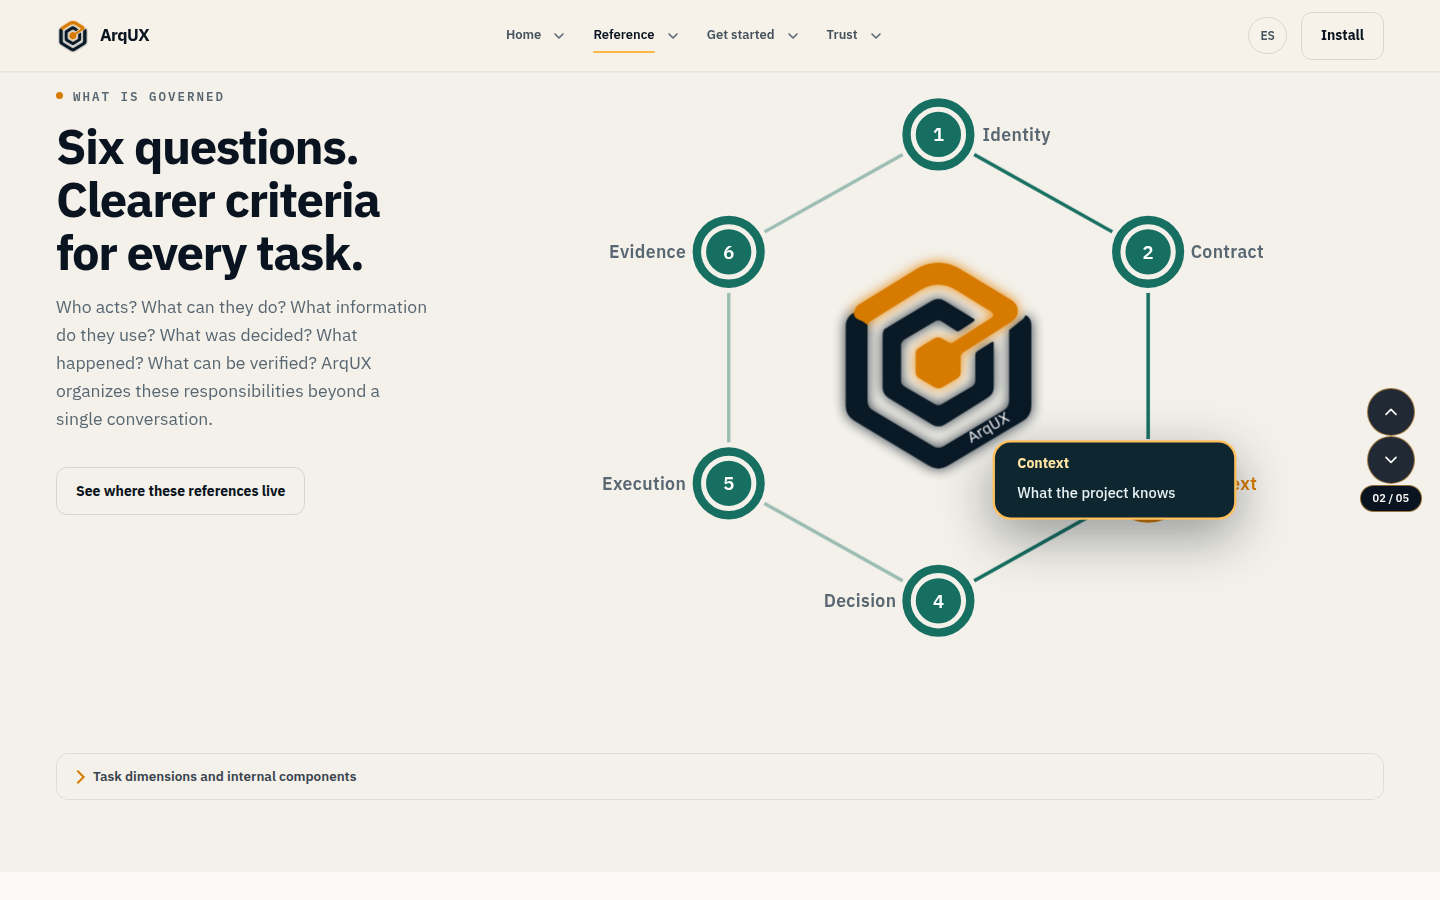 ArqUX
Home
Reference
Get started
Trust
ES
Install
WHAT IS GOVERNED
Six questions.
Clearer criteria
for every task.
Who acts? What can they do? What information
do they use? What was decided? What
happened? What can be verified? ArqUX
organizes these responsibilities beyond a
single conversation.
See where these references live
1
Identity
2
Contract
6
Evidence
ArqUX
Context
What the project knows
ext
5
Execution
4
Decision
02 / 05
Task dimensions and internal components